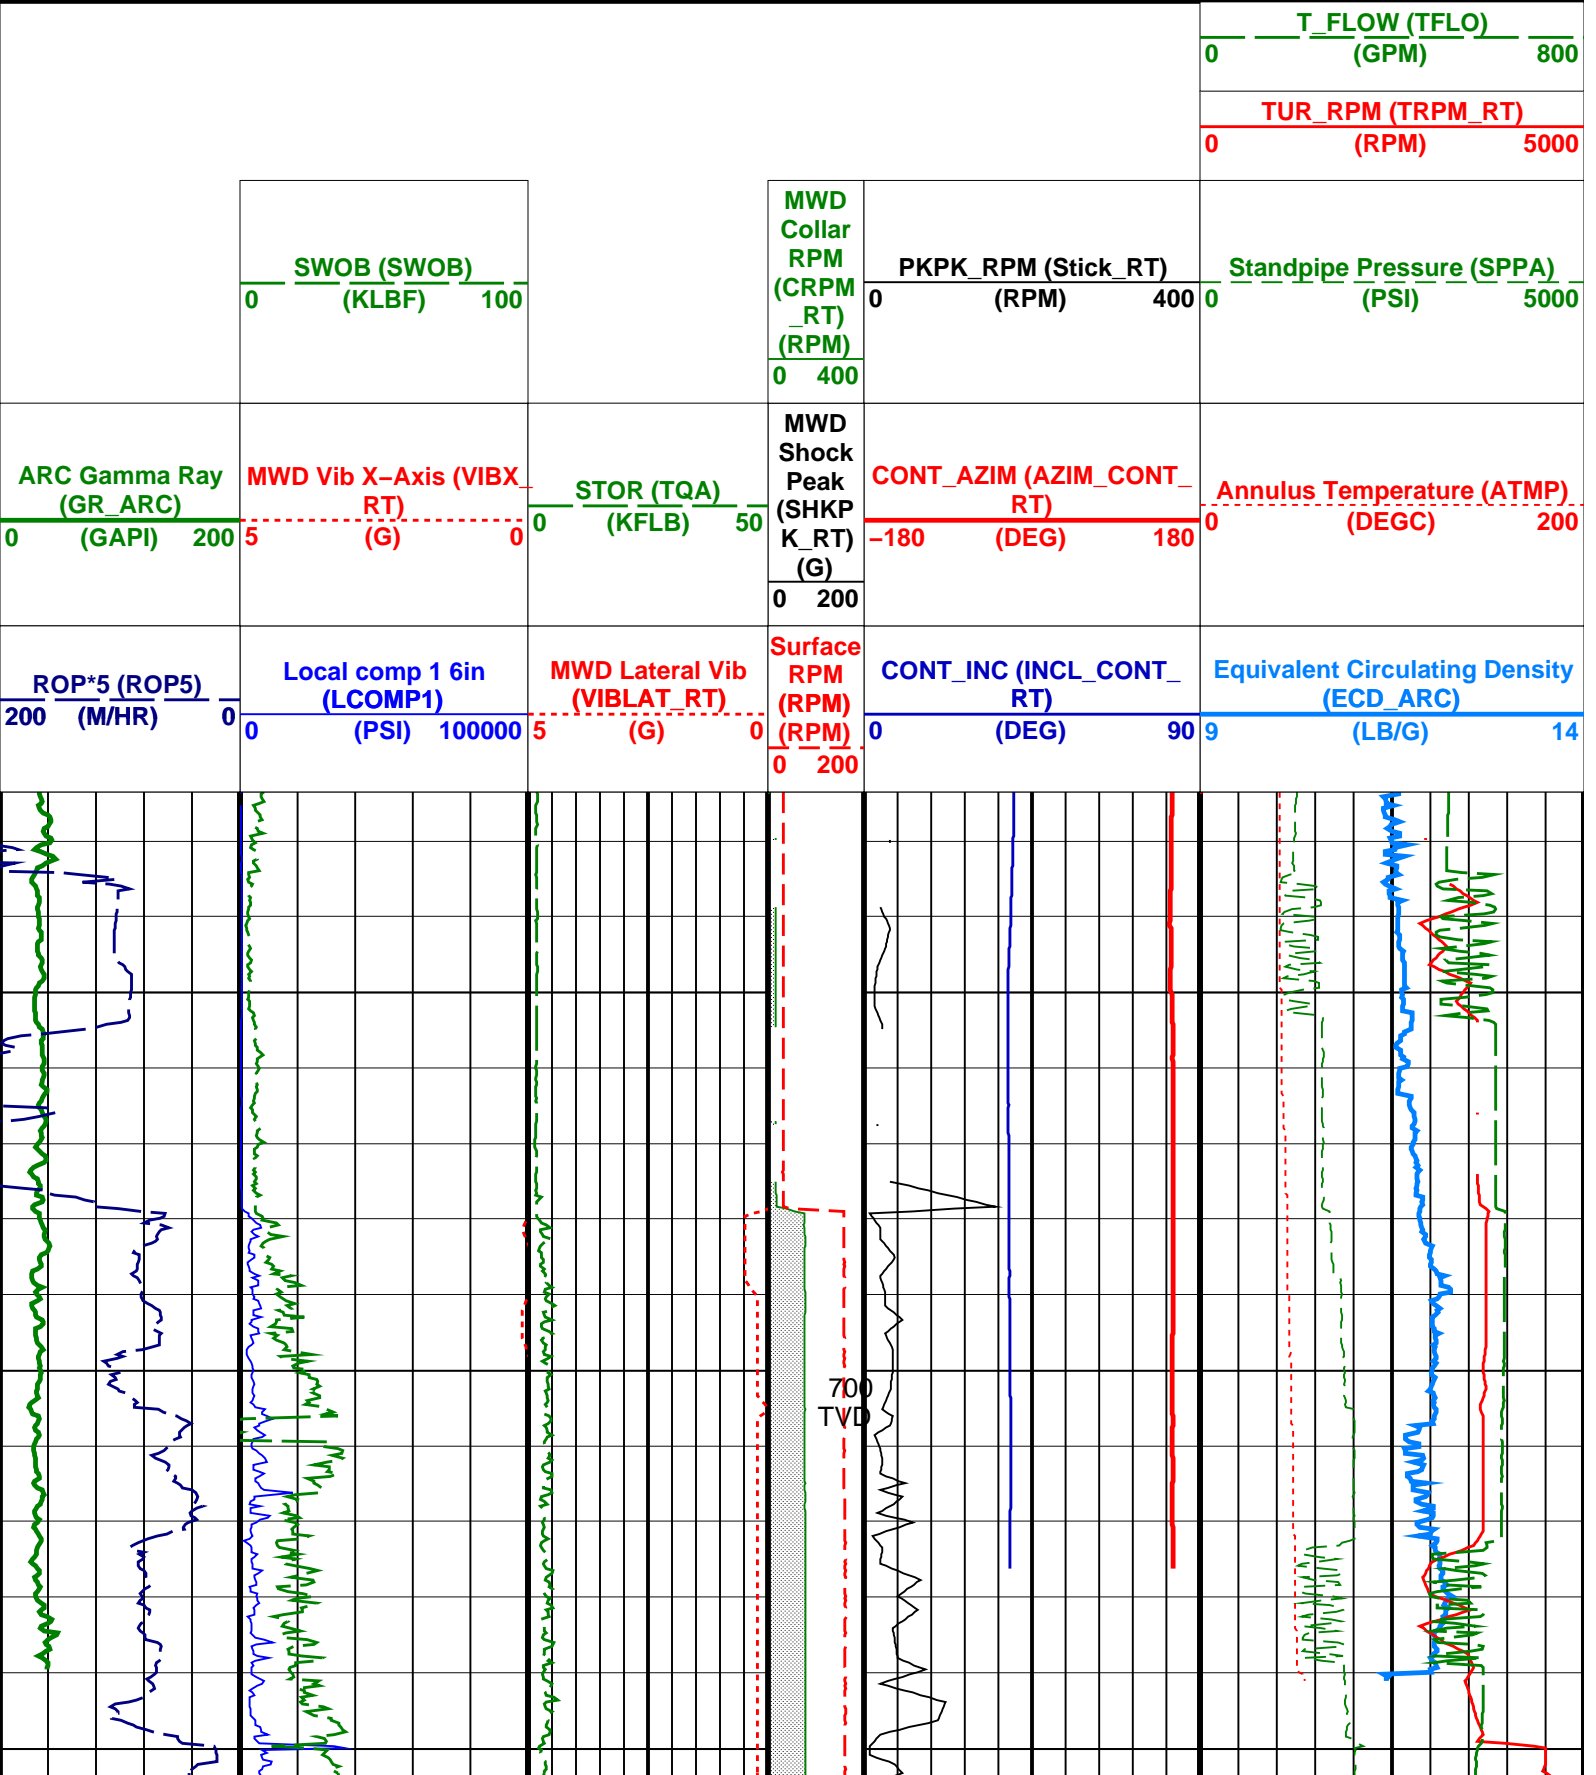 T_FLOW (TFLO)
0 (GPM) 800
TUR_RPM (TRPM_RT)
0 (RPM) 5000
SWOB (SWOB)
0 (KLBF) 100
MWD
Collar
RPM
(CRPM
_RT)
(RPM)
0 400
PKPK_RPM (Stick_RT)
0 (RPM) 400
Standpipe Pressure (SPPA)
0 (PSI) 5000
ARC Gamma Ray
(GR_ARC)
0 (GAPI) 200
MWD Vib X−Axis (VIBX_
RT)
5 (G) 0
STOR (TQA)
0 (KFLB) 50
MWD
Shock
Peak
(SHKP
K_RT)
(G)
0 200
CONT_AZIM (AZIM_CONT_
RT)
−180 (DEG) 180
Annulus Temperature (ATMP)
0 (DEGC) 200
ROP*5 (ROP5)
200 (M/HR) 0
Local comp 1 6in
(LCOMP1)
0 (PSI) 100000
MWD Lateral Vib
(VIBLAT_RT)
5 (G) 0
Surface
RPM
(RPM)
(RPM)
0 200
CONT_INC (INCL_CONT_
RT)
0 (DEG) 90
Equivalent Circulating Density
(ECD_ARC)
9 (LB/G) 14
700
TVD